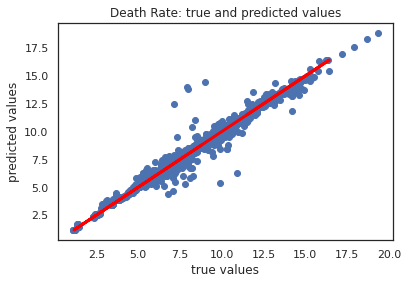 Death Rate: true and predicted values
predicted values
17.5
15.0
12.5
10.0
7.5
5.0
2.5
2.5 5.0 7.5 10.0 12.5 15.0 17.5 20.0
true values